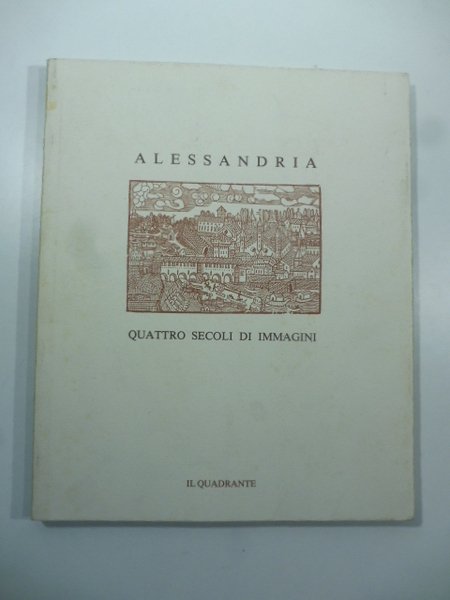 ALESSANDRIA
QUATTRO SECOLI DI IMMAGINI
IL QUADRANTE